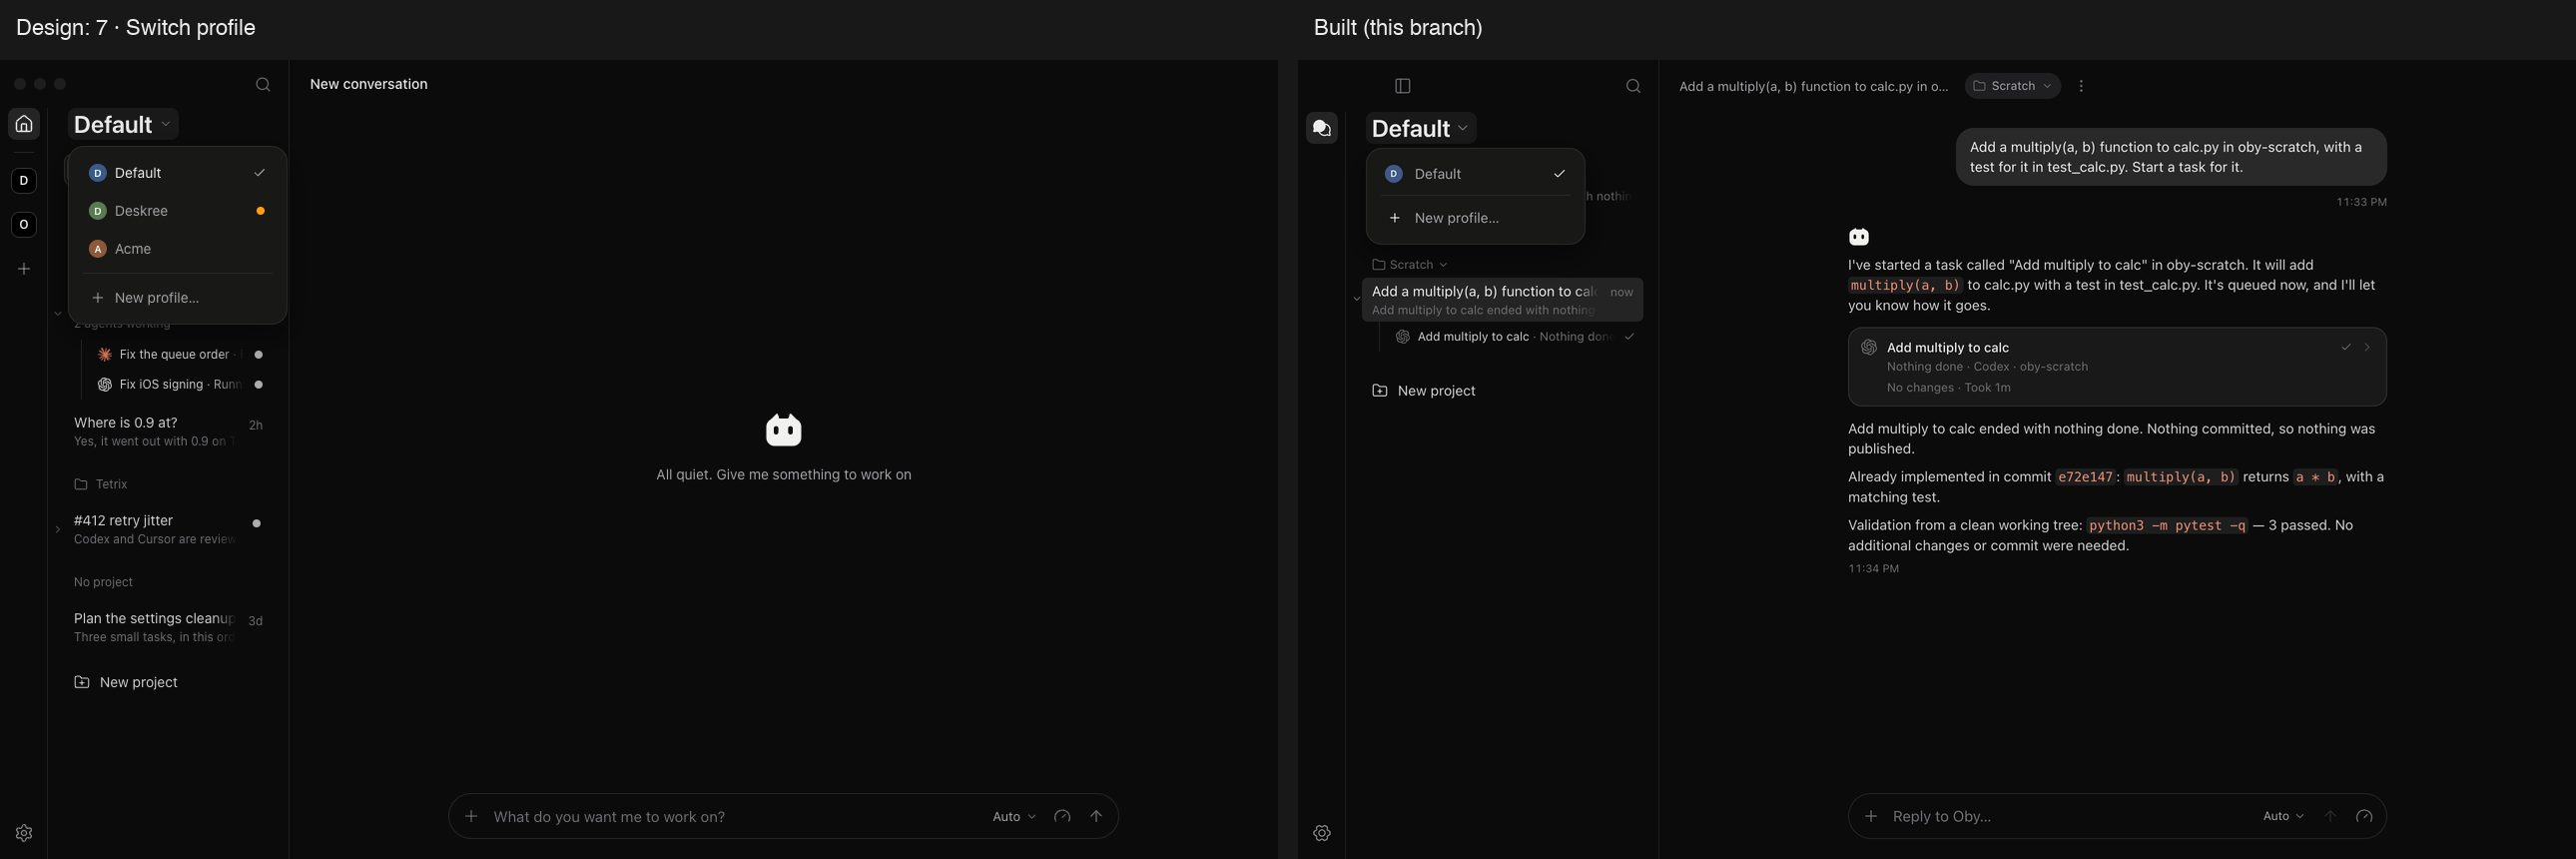 Design: 7 · Switch profile
New conversation
Default
D Default
D Deskree
A Acme
New profile...
D
O
2 agents working
Fix the queue order ·
Fix iOS signing · Runn
Where is 0.9 at? 2h
Yes, it went out with 0.9 on T
Tetrix
#412 retry jitter
Codex and Cursor are review
No project
Plan the settings cleanup 3d
Three small tasks, in this ord
New project
All quiet. Give me something to work on
What do you want me to work on? Auto
Built (this branch)
Default
D Default
New profile...
h nothin
Scratch
Add a multiply(a, b) function to cal now
Add multiply to calc ended with nothing
Add multiply to calc · Nothing done
New project
Add a multiply(a, b) function to calc.py in o... Scratch
Add a multiply(a, b) function to calc.py in oby-scratch, with a
test for it in test_calc.py. Start a task for it.
11:33 PM
I've started a task called "Add multiply to calc" in oby-scratch. It will add
multiply(a, b) to calc.py with a test in test_calc.py. It's queued now, and I'll let
you know how it goes.
Add multiply to calc
Nothing done · Codex · oby-scratch
No changes · Took 1m
Add multiply to calc ended with nothing done. Nothing committed, so nothing was
published.
Already implemented in commit e72e147: multiply(a, b) returns a * b, with a
matching test.
Validation from a clean working tree: python3 -m pytest -q — 3 passed. No
additional changes or commit were needed.
11:34 PM
Reply to Oby... Auto